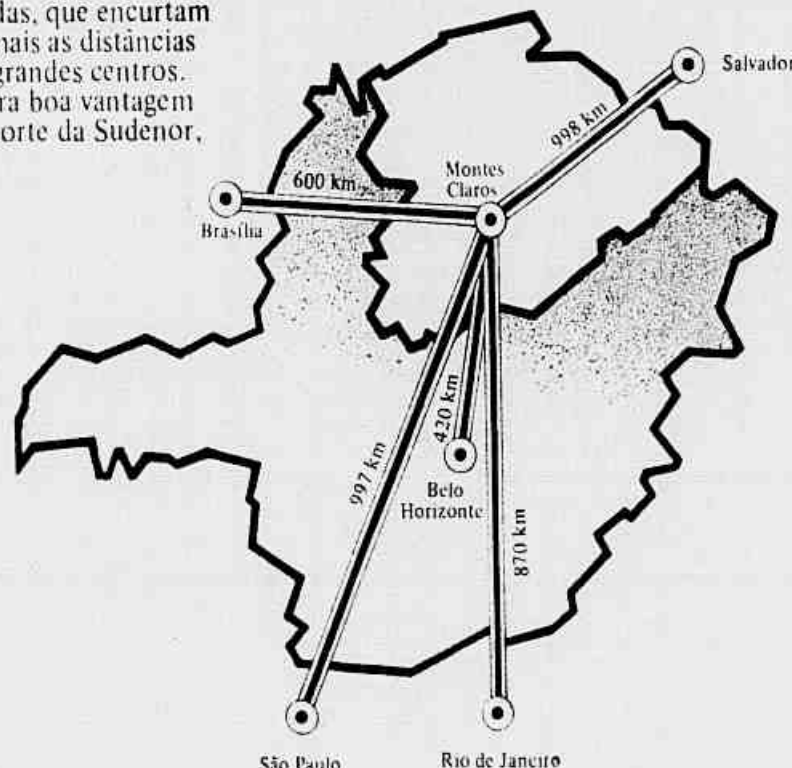 das, que encurtam
nais as distâncias
grandes centros.
ra boa vantagem
orte da Sudenor,
Salvador
998 km
Montes
Claros
600 km
Brasília
420 km
997 km
Belo
Horizonte
870 km
São Paulo
Rio de Janeiro